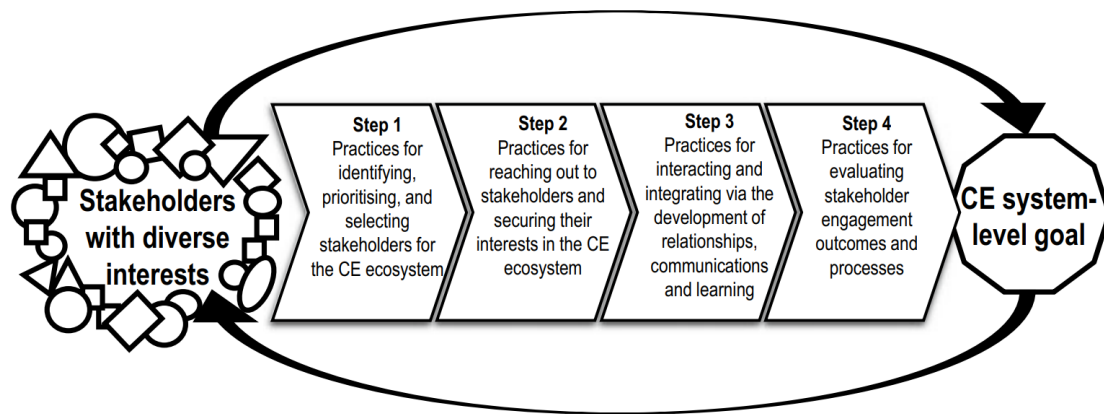 Stakeholders
with diverse
interests
Step 1
Practices for
identifying,
prioritising, and
selecting
stakeholders for
the CE ecosystem
Step 2
Practices for
reaching out to
stakeholders and
securing their
interests in the CE
ecosystem
Step 3
Practices for
interacting and
integrating via the
development of
relationships,
communications
and learning
Step 4
Practices for
evaluating
stakeholder
engagement
outcomes and
processes
CE system-
level goal